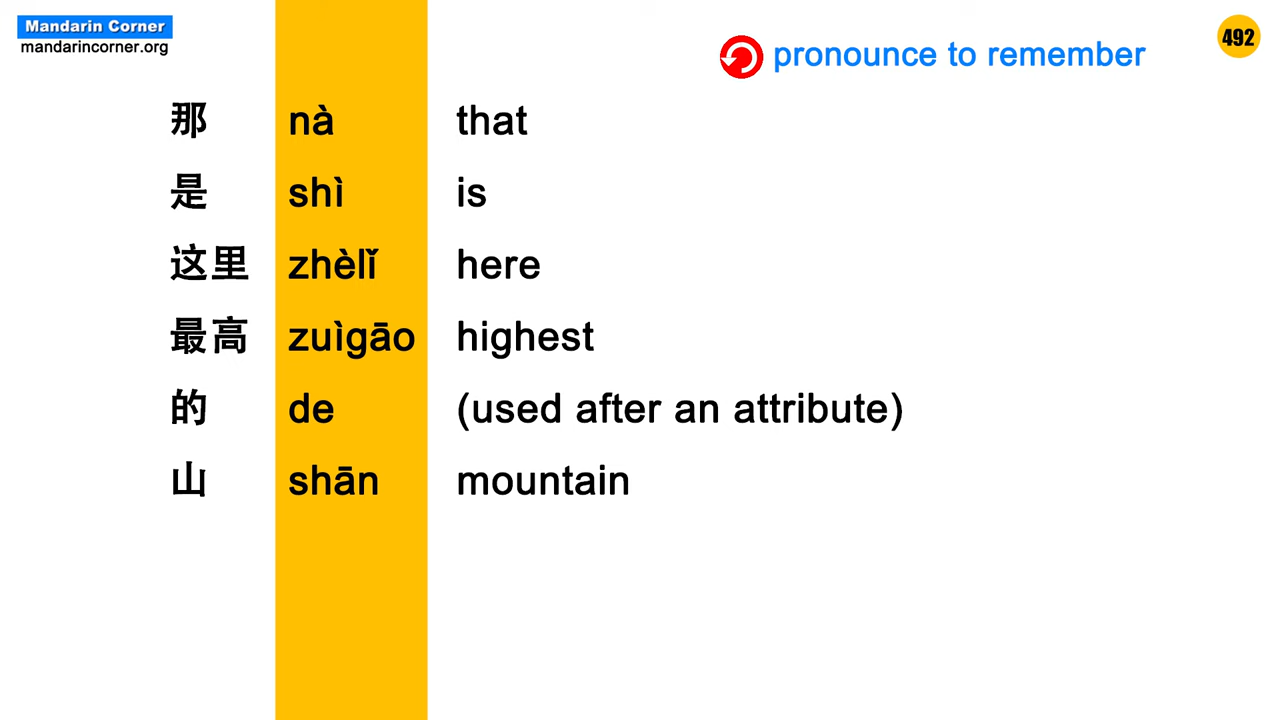 Mandarin Corner
mandarincorner.org
pronounce to remember
492
那 nà that
是 shì is
这里 zhèlǐ here
最高 zuìgāo highest
的 de (used after an attribute)
山 shān mountain